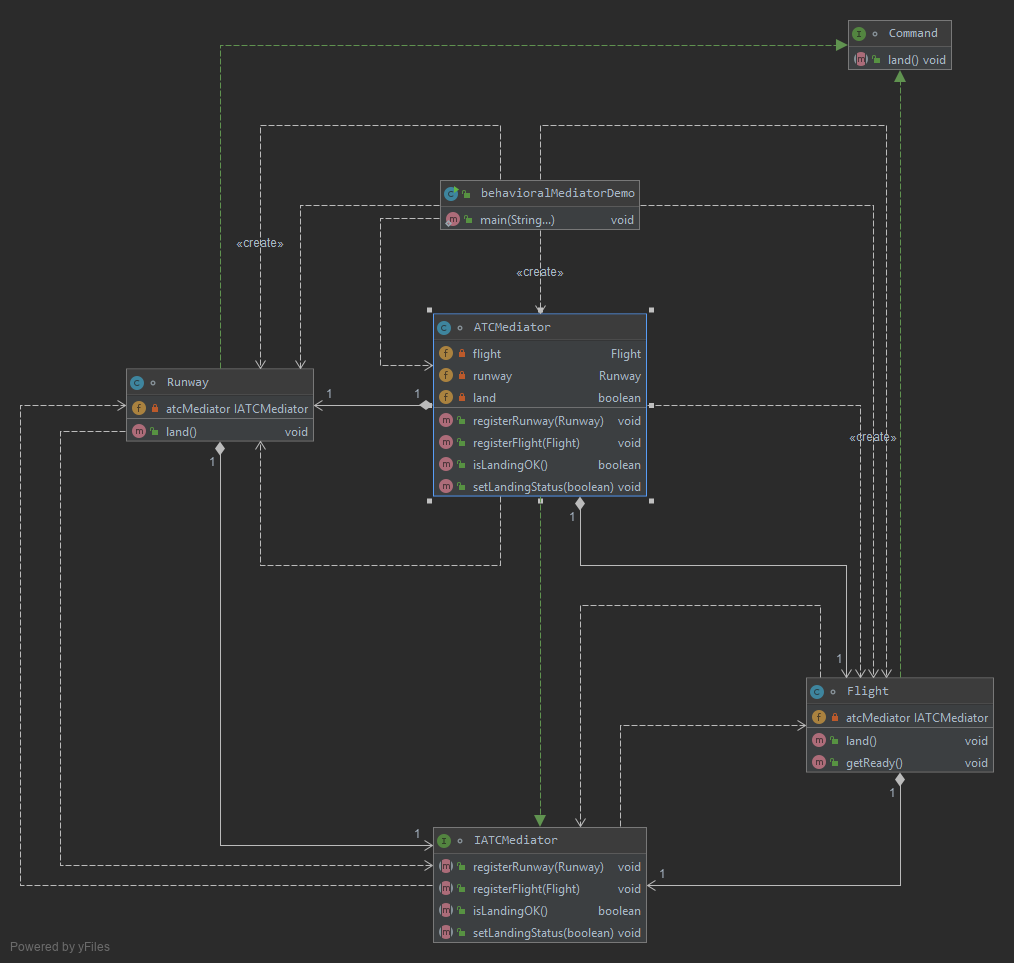 Command
land() void
behavioralMediatorDemo
main(String...) void
«create»
«create»
ATCMediator
flight Flight
runway Runway
land boolean
registerRunway(Runway) void
registerFlight(Flight) void
isLandingOK() boolean
setLandingStatus(boolean) void
Runway
atcMediator IATCMediator
land() void
1
1
«create»
1
1
1
Flight
atcMediator IATCMediator
land() void
getReady() void
1
1
1
IATCMediator
registerRunway(Runway) void
registerFlight(Flight) void
isLandingOK() boolean
setLandingStatus(boolean) void
Powered by yFiles